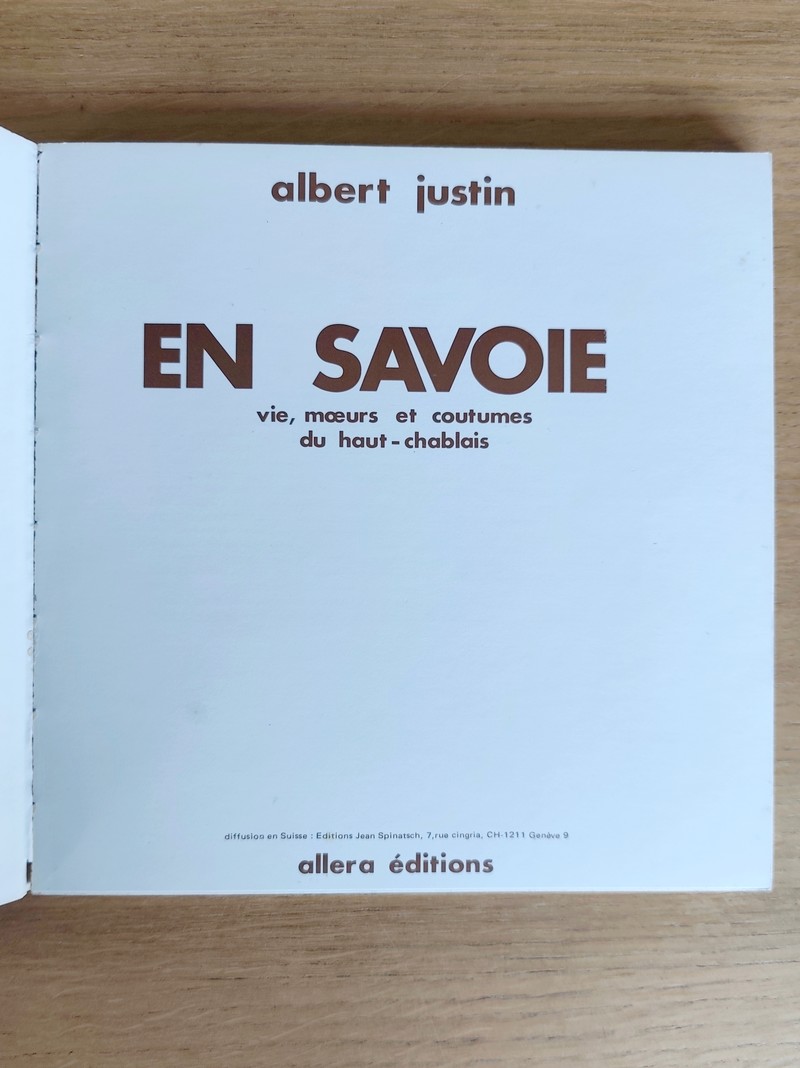 albert justin
EN SAVOIE
vie, mœurs et coutumes
du haut-chablais
diffusion en Suisse : Editions Jean Spinatsch, 7,rue cingria, CH-1211 Genève 9
allera éditions